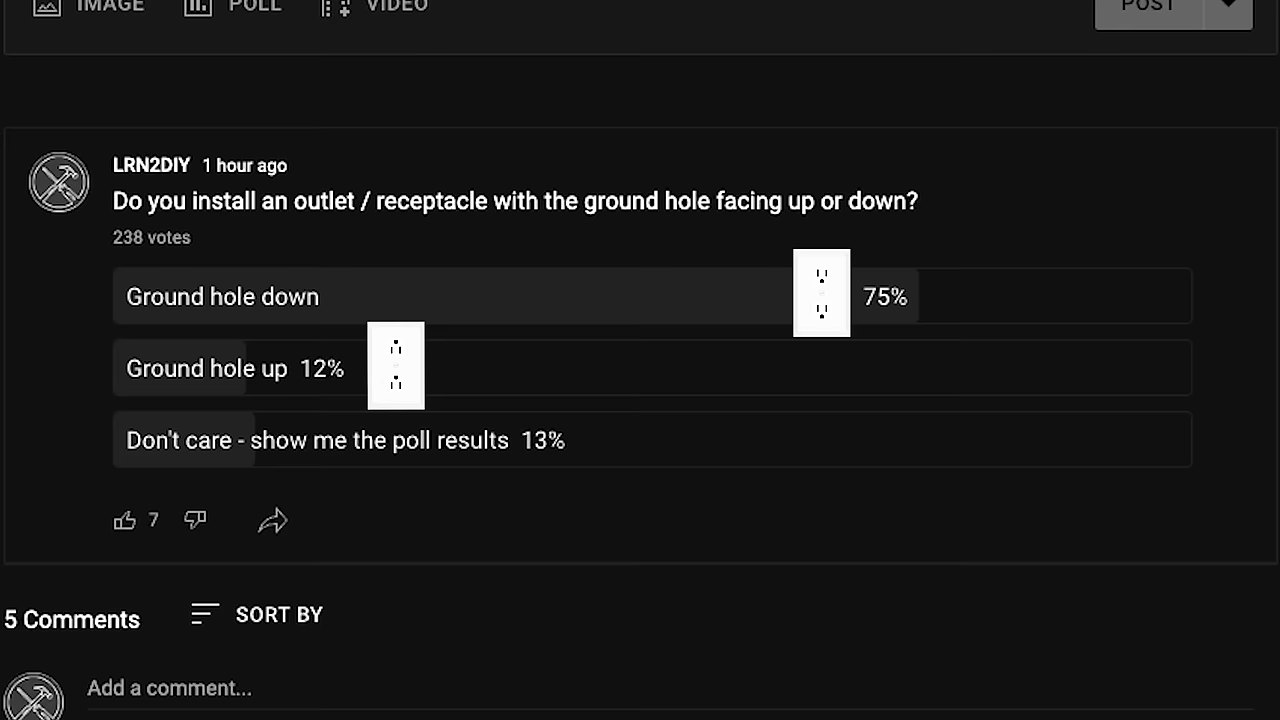 IMAGE POLL VIDEO POST
LRN2DIY 1 hour ago
Do you install an outlet / receptacle with the ground hole facing up or down?
238 votes
Ground hole down 75%
Ground hole up 12%
Don't care - show me the poll results 13%
7
5 Comments SORT BY
Add a comment...